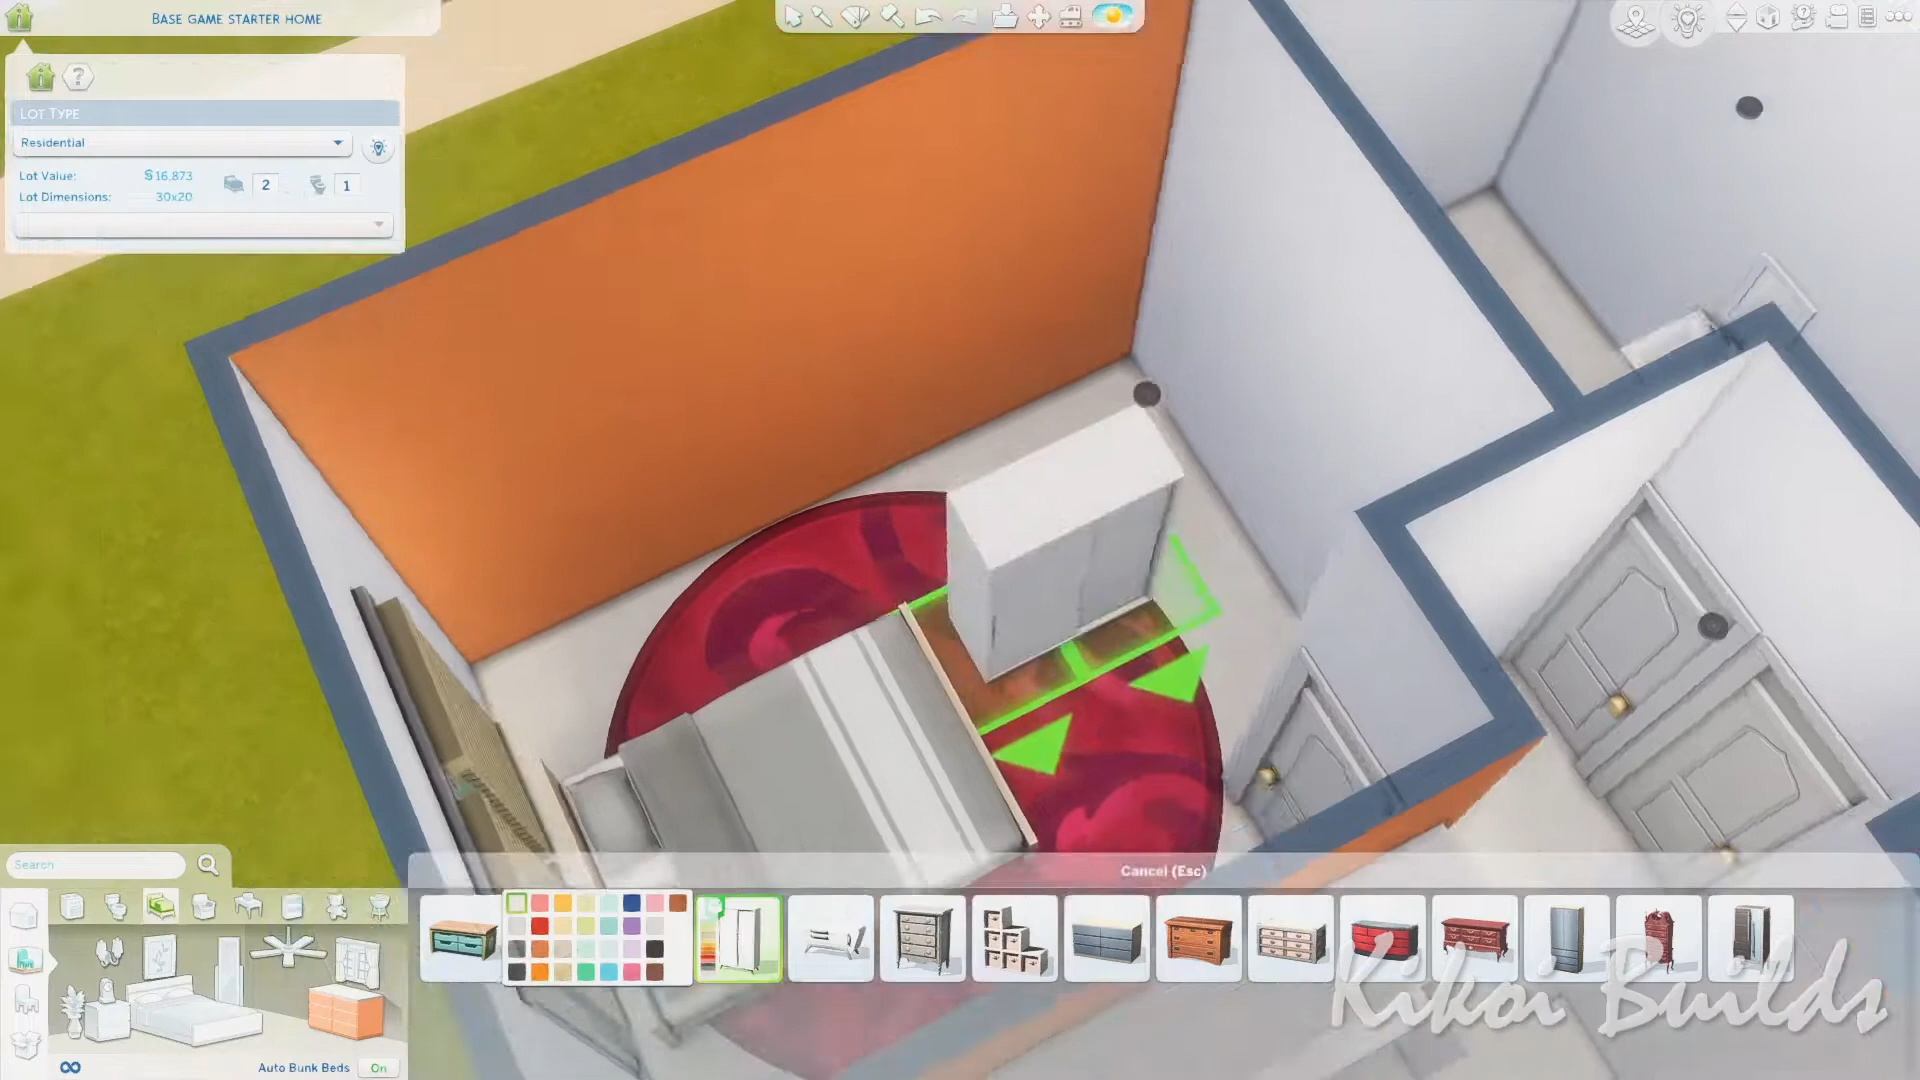 BASE GAME STARTER HOME
LOT TYPE
Residential
Lot Value: §16,873
2
1
Lot Dimensions: 30x20
Search
Cancel (Esc)
Auto Bunk Beds On
Kikoi Builds